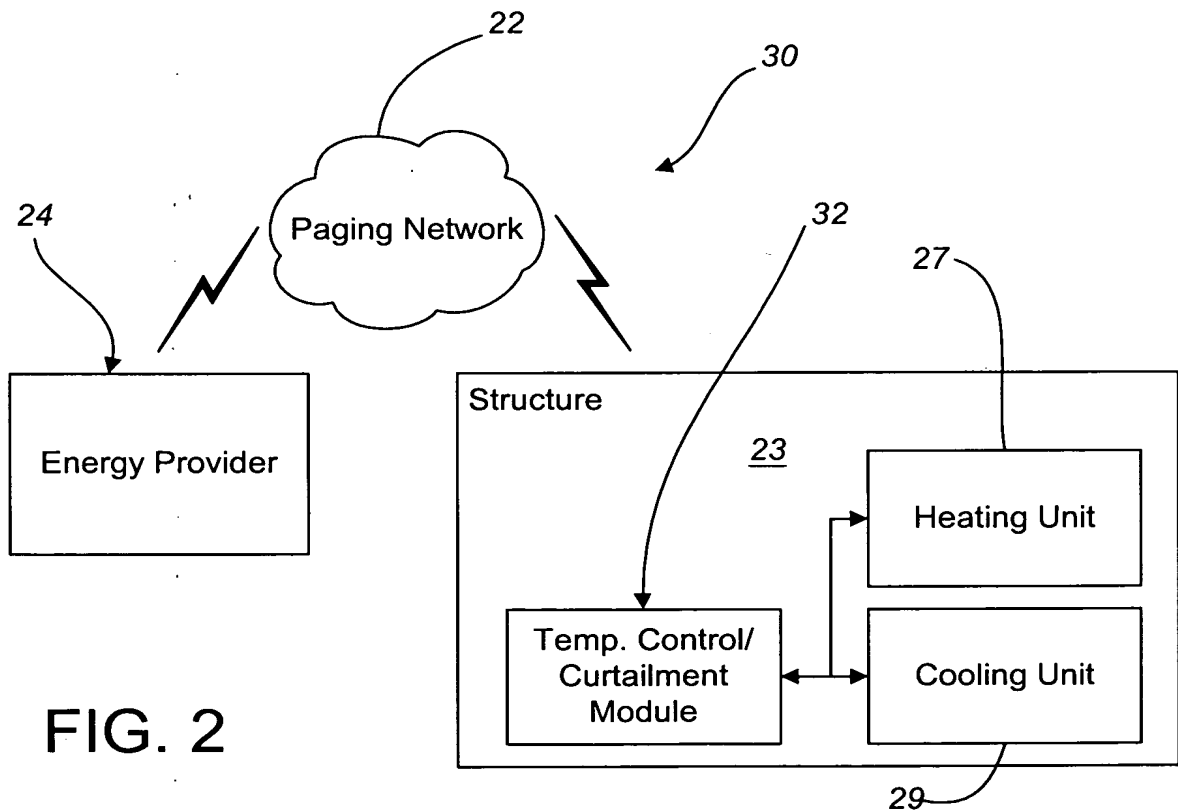 22
30
Paging Network
24
32
27
Energy Provider
Structure
23
Heating Unit
Temp. Control/
Curtailment
Module
Cooling Unit
FIG. 2
29